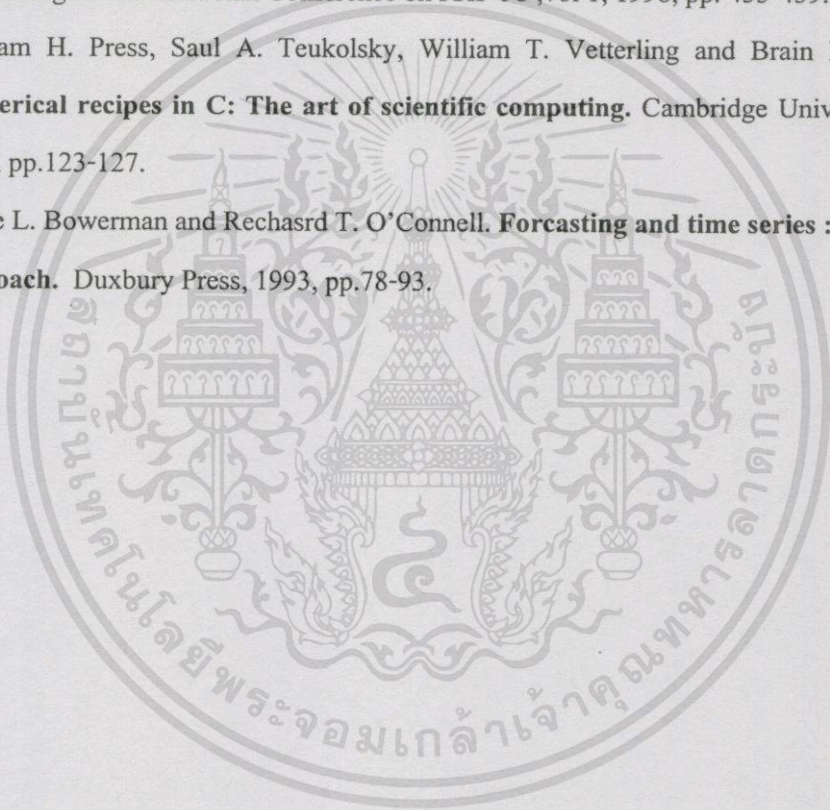 am H. Press, Saul A. Teukolsky, William T. Vetterling and Brain
erical recipes in C: The art of scientific computing. Cambridge Univ
, pp.123-127.
e L. Bowerman and Rechasrd T. O'Connell. Forcasting and time series :
oach. Duxbury Press, 1993, pp.78-93.
สถาบันเทคโนโลยีพระจอมเกล้าเจ้าคุณทหารลาดกระบัง